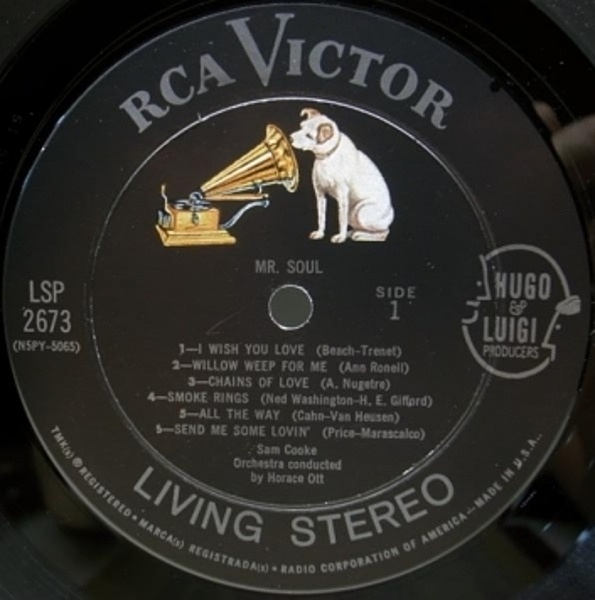 RCA VICTOR
MR. SOUL
LSP
2673
(N5PY-5065)
SIDE
1
HUGO
&
LUIGI
PRODUCERS
1—I WISH YOU LOVE (Beach-Trenet)
2—WILLOW WEEP FOR ME (Ann Ronell)
3—CHAINS OF LOVE (A. Nugetre)
4—SMOKE RINGS (Ned Washington-H. E. Gifford)
5—ALL THE WAY (Cahn-Van Heusen)
6—SEND ME SOME LOVIN' (Price-Marascalco)
Sam Cooke
Orchestra conducted
by Horace Ott
LIVING STEREO
TMK(s) ® REGISTERED • MARCA(s) REGISTRADA(s) • RADIO CORPORATION OF AMERICA—MADE IN U.S.A.